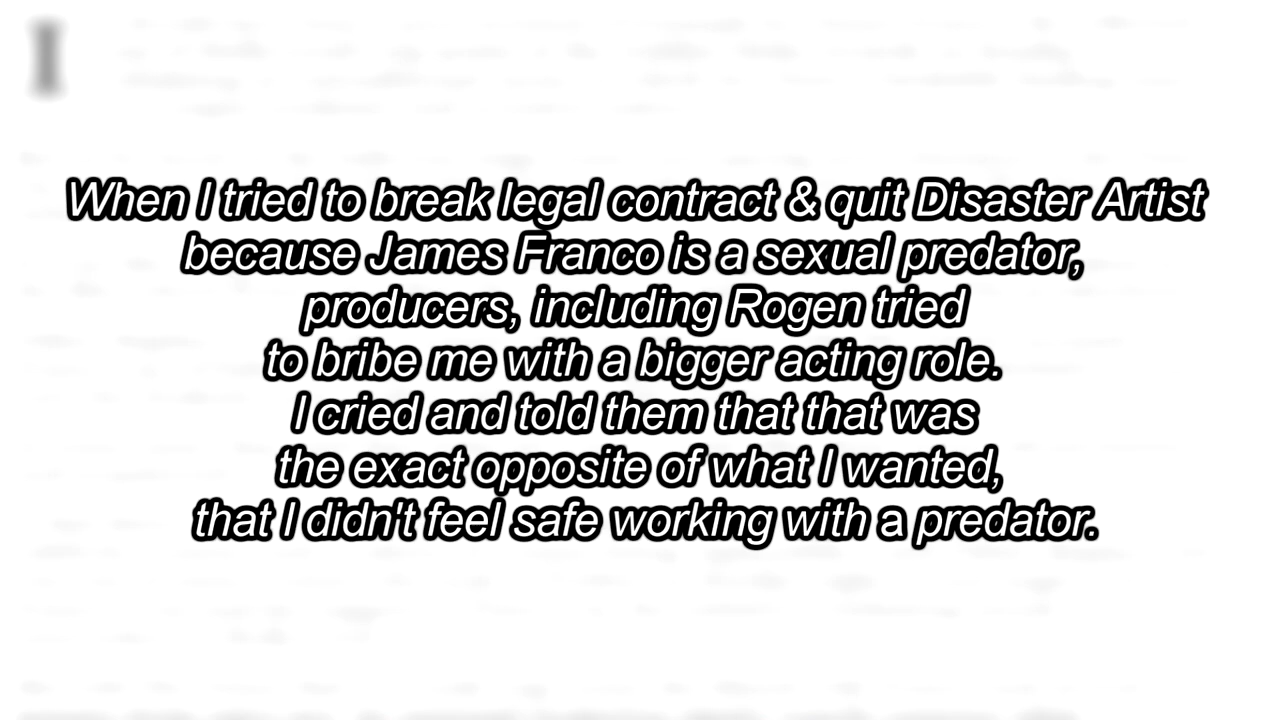 When I tried to break legal contract & quit Disaster Artist
because James Franco is a sexual predator,
producers, including Rogen tried
to bribe me with a bigger acting role.
I cried and told them that that was
the exact opposite of what I wanted,
that I didn't feel safe working with a predator.